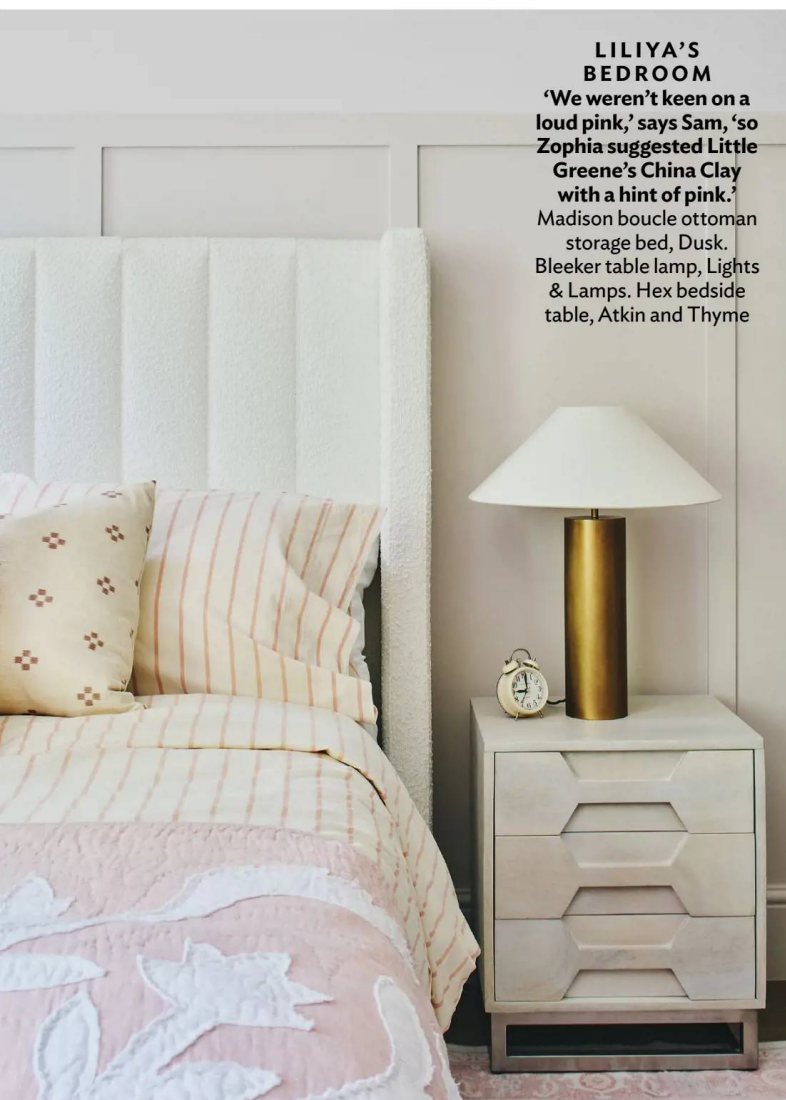 LILIYA’S
BEDROOM
‘We weren’t keen on a
loud pink,’ says Sam, ‘so
Zophia suggested Little
Greene’s China Clay
with a hint of pink.’
Madison boucle ottoman
storage bed, Dusk.
Bleeker table lamp, Lights
& Lamps. Hex bedside
table, Atkin and Thyme